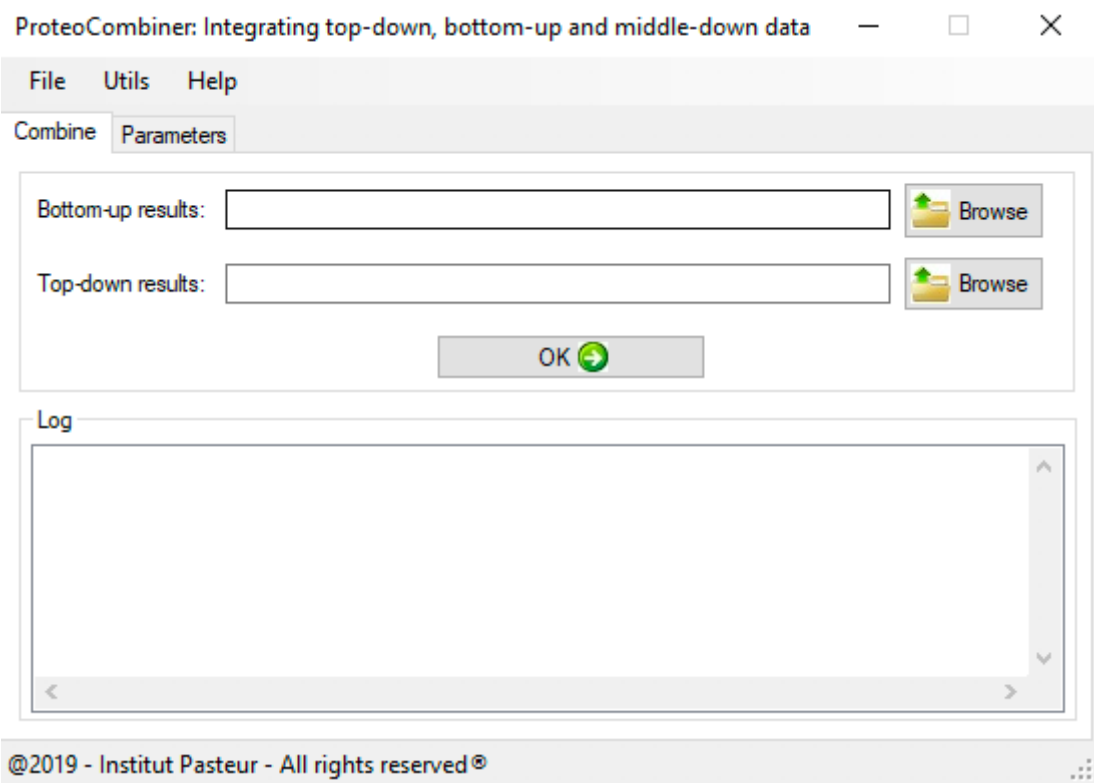 ProteoCombiner: Integrating top-down, bottom-up and middle-down data
File Utils Help
Combine Parameters
Bottom-up results: Browse
Top-down results: Browse
OK
Log
@2019 - Institut Pasteur - All rights reserved®